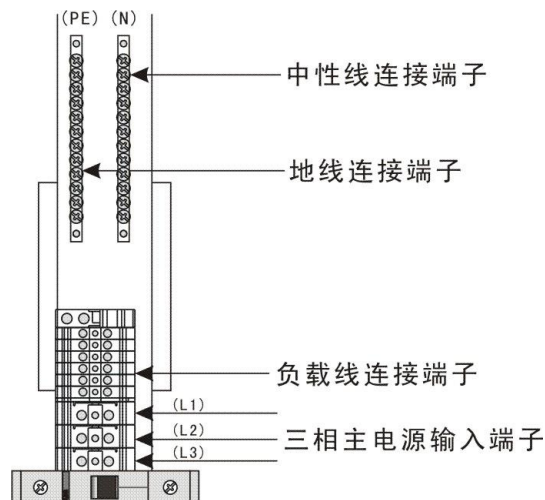 (PE) (N)
中性线连接端子
地线连接端子
负载线连接端子
(L1)
(L2)
三相主电源输入端子
(L3)